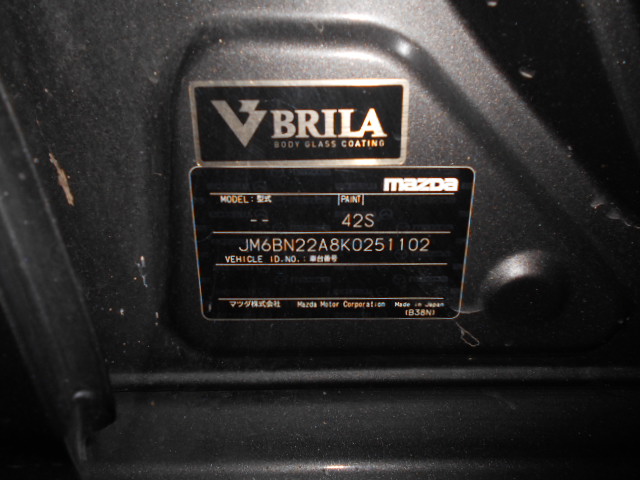 V BRILA
BODY GLASS COATING
mazda
MODEL: 型式 PAINT
-- 42S
JM6BN22A8K0251102
VEHICLE ID.NO.: 車台番号
マツダ株式会社 Mazda Motor Corporation Made in Japan
(B38N)